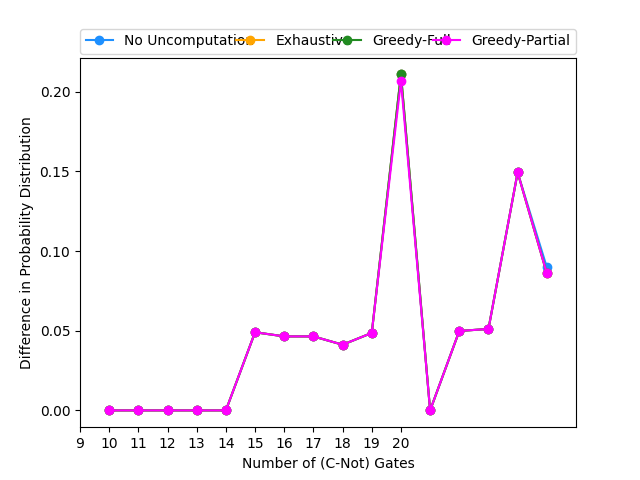 No Uncomputation Exhaustive Greedy-Full Greedy-Partial
Difference in Probability Distribution
0.20
0.15
0.10
0.05
0.00
9 10 11 12 13 14 15 16 17 18 19 20
Number of (C-Not) Gates